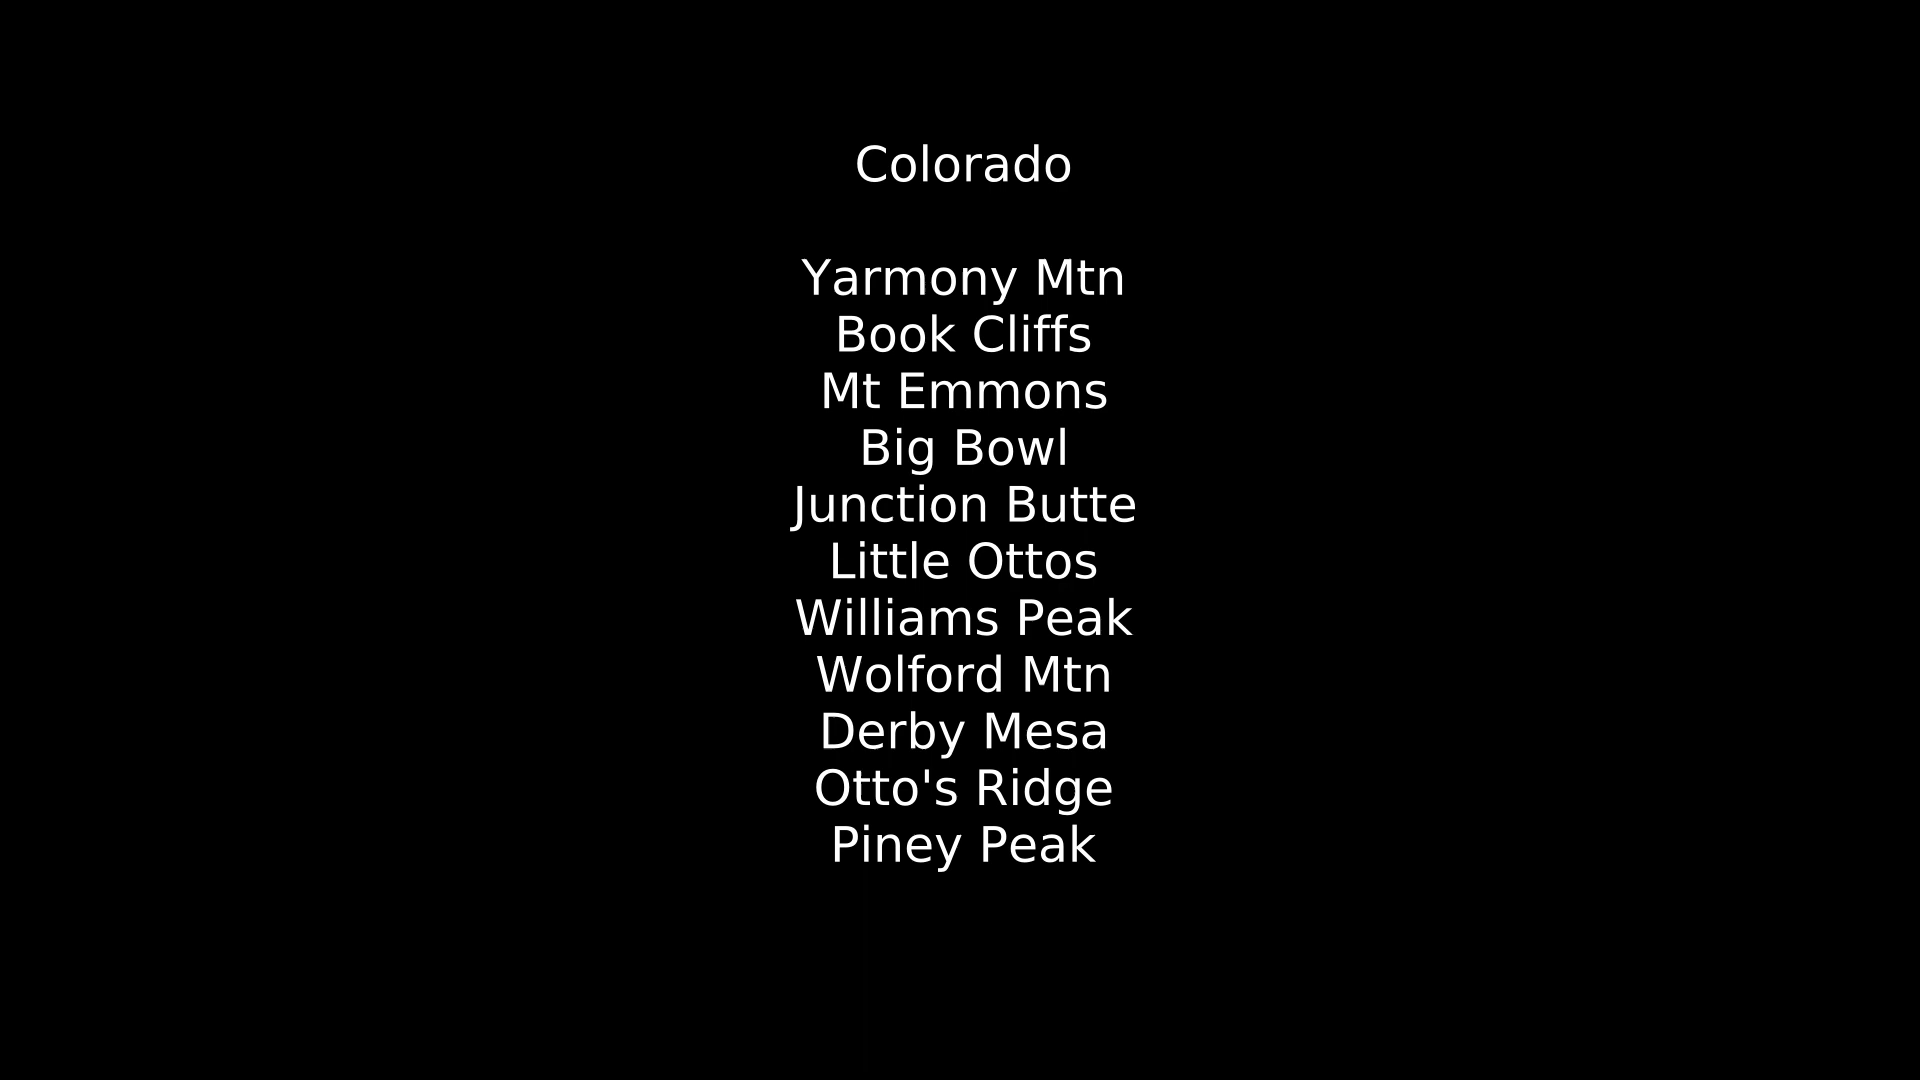 Colorado
Yarmony Mtn
Book Cliffs
Mt Emmons
Big Bowl
Junction Butte
Little Ottos
Williams Peak
Wolford Mtn
Derby Mesa
Otto's Ridge
Piney Peak